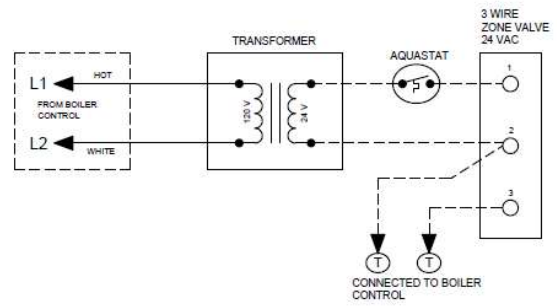 3 WIRE
ZONE VALVE
24 VAC
TRANSFORMER
AQUASTAT
L1
HOT
FROM BOILER
CONTROL
L2
WHITE
120 V
24 V
1
2
3
T
T
CONNECTED TO BOILER
CONTROL